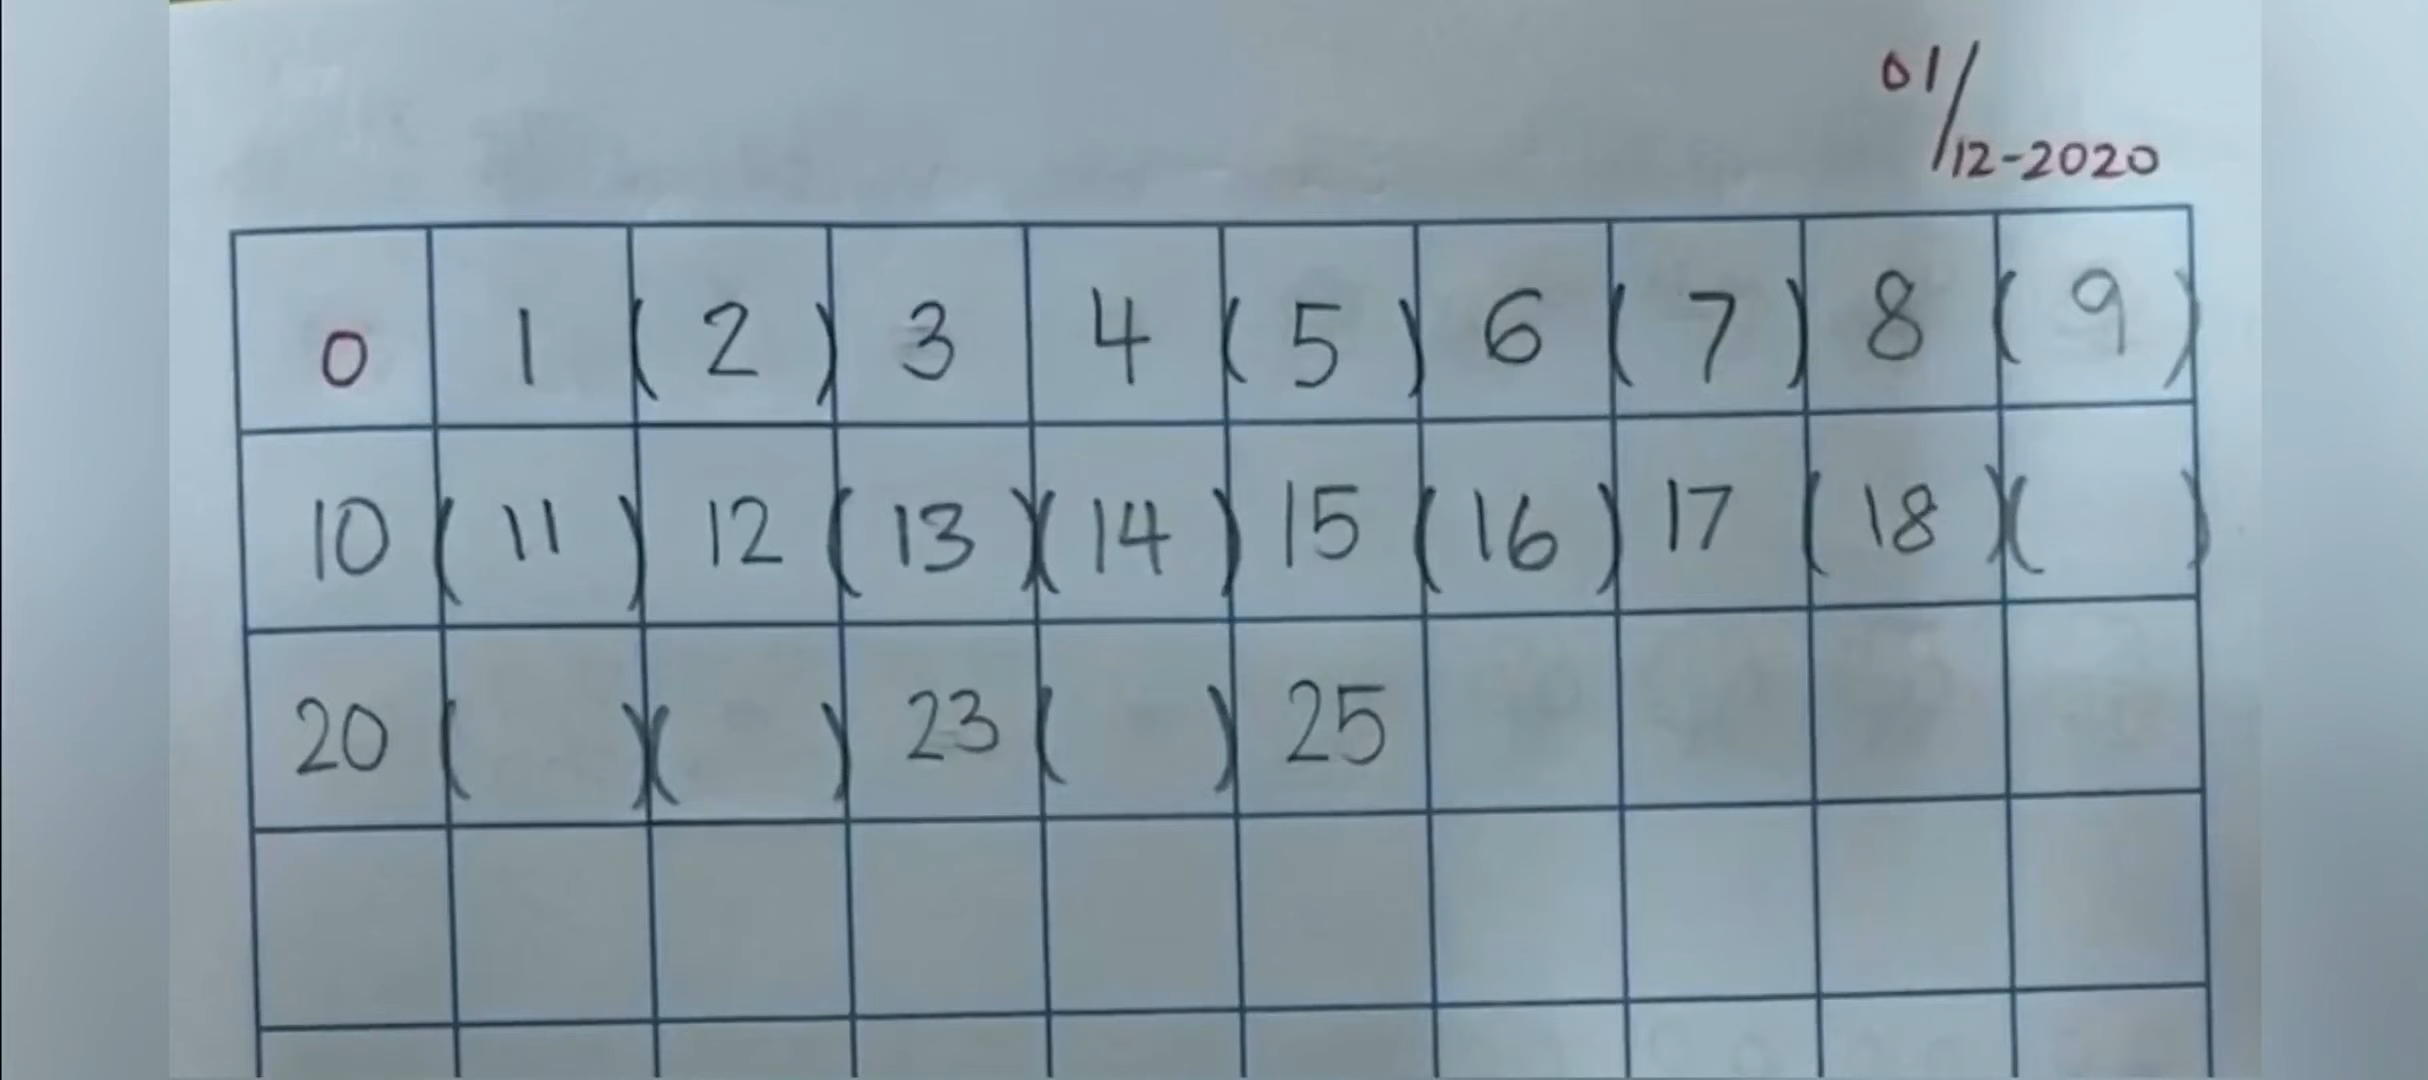 01/12-2020
0 1 (2) 3 4 (5) 6 (7) 8 (9)
10 (11) 12 (13) (14) 15 (16) 17 (18) ( )
20 ( ) ( ) 23 ( ) 25